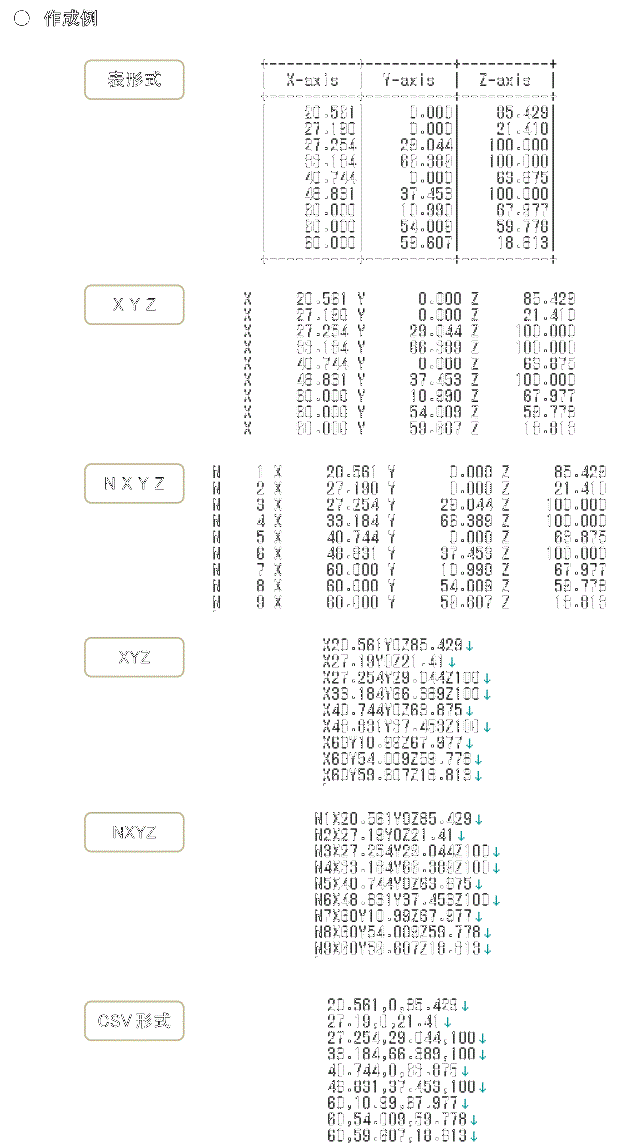 ○ 作成例
表形式
X-axis Y-axis Z-axis
20.561 0.000 85.429
27.190 0.000 21.410
27.254 29.044 100.000
33.184 66.389 100.000
40.744 0.000 63.875
48.831 37.453 100.000
60.000 10.990 67.977
60.000 54.009 59.778
60.000 59.607 18.813
X Y Z
X 20.561 Y 0.000 Z 85.429
X 27.190 Y 0.000 Z 21.410
X 27.254 Y 29.044 Z 100.000
X 33.184 Y 66.389 Z 100.000
X 40.744 Y 0.000 Z 63.875
X 48.831 Y 37.453 Z 100.000
X 60.000 Y 10.990 Z 67.977
X 60.000 Y 54.009 Z 59.778
X 60.000 Y 59.607 Z 18.813
N X Y Z
N 1 X 20.561 Y 0.000 Z 85.429
N 2 X 27.190 Y 0.000 Z 21.410
N 3 X 27.254 Y 29.044 Z 100.000
N 4 X 33.184 Y 66.389 Z 100.000
N 5 X 40.744 Y 0.000 Z 63.875
N 6 X 48.831 Y 37.453 Z 100.000
N 7 X 60.000 Y 10.990 Z 67.977
N 8 X 60.000 Y 54.009 Z 59.778
N 9 X 60.000 Y 59.607 Z 18.813
XYZ
X20.561Y0Z85.429↓
X27.19Y0Z21.41↓
X27.254Y29.044Z100↓
X33.184Y66.389Z100↓
X40.744Y0Z63.875↓
X48.831Y37.453Z100↓
X60Y10.99Z67.977↓
X60Y54.009Z59.778↓
X60Y59.607Z18.813↓
NXYZ
N1X20.561Y0Z85.429↓
N2X27.19Y0Z21.41↓
N3X27.254Y29.044Z100↓
N4X33.184Y66.389Z100↓
N5X40.744Y0Z63.875↓
N6X48.831Y37.453Z100↓
N7X60Y10.99Z67.977↓
N8X60Y54.009Z59.778↓
N9X60Y59.607Z18.813↓
CSV形式
20.561,0,85.429↓
27.19,0,21.41↓
27.254,29.044,100↓
33.184,66.389,100↓
40.744,0,63.875↓
48.831,37.453,100↓
60,10.99,67.977↓
60,54.009,59.778↓
60,59.607,18.813↓